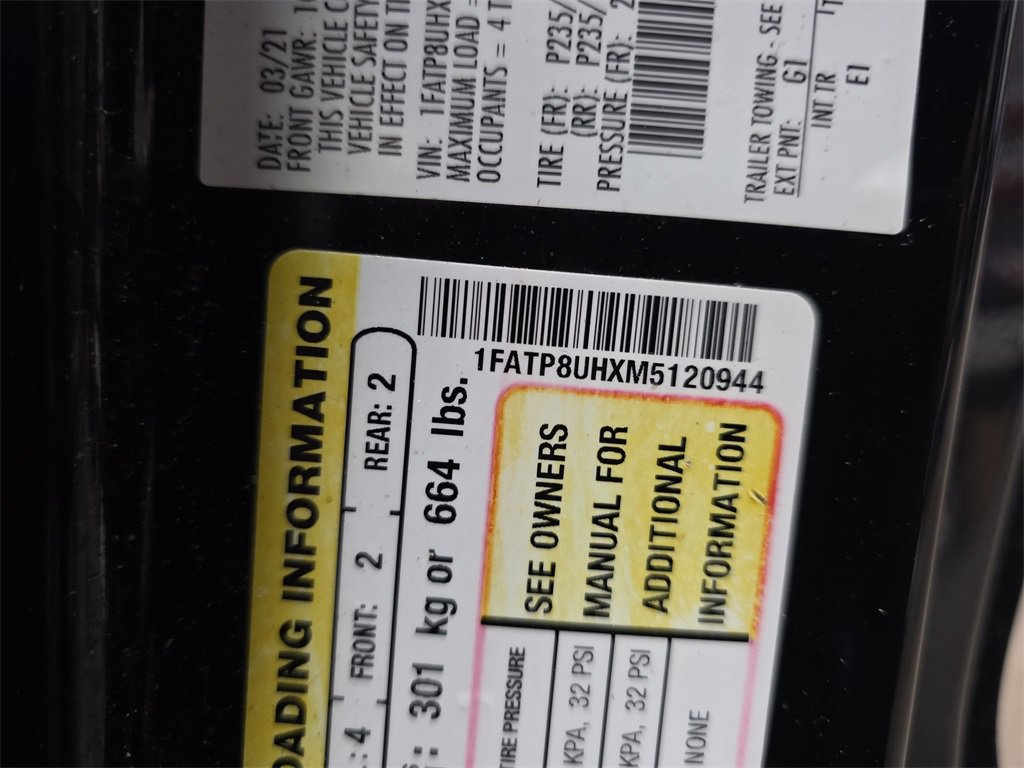 DATE: 03/21
FRONT GAWR:
THIS VEHICLE
VEHICLE SAFETY
IN EFFECT ON
VIN: 1FATP8UHX
MAXIMUM LOAD =
OCCUPANTS = 4
TIRE (FR): P235/
(RR): P235/
PRESSURE (FR): 2
TRAILER TOWING - SEE
EXT PNT: G1
INT TR
E1
LOADING INFORMATION
: 4 FRONT: 2 REAR: 2
: 301 kg or 664 lbs.
1FATP8UHXM5120944
SEE OWNERS
MANUAL FOR
ADDITIONAL
INFORMATION
TIRE PRESSURE
KPA, 32 PSI
KPA, 32 PSI
NONE